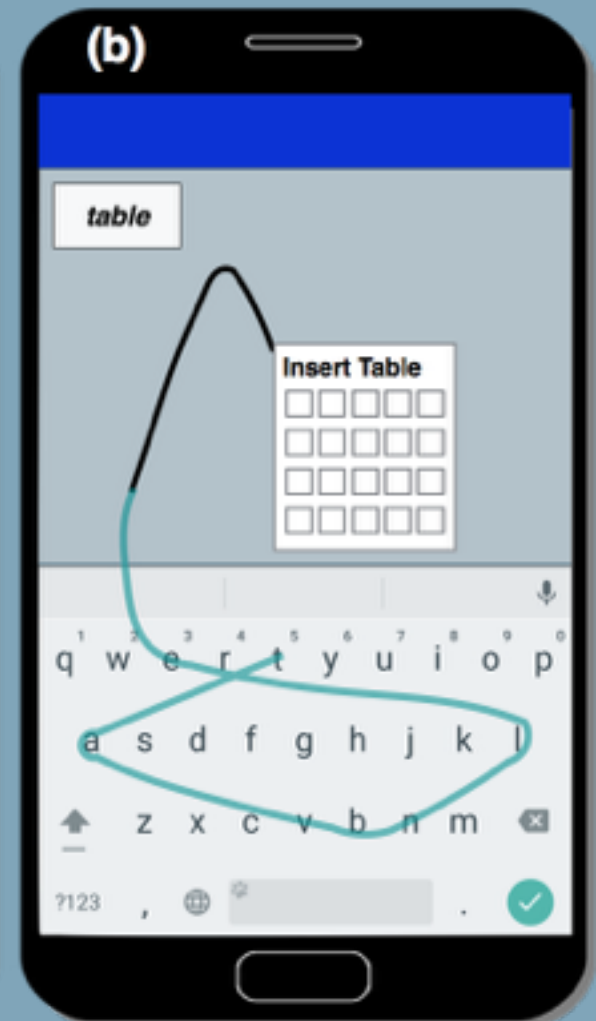 (b)
table
Insert Table
1 2 3 4 5 6 7 8 9 0
q w e r t y u i o p
a s d f g h j k l
z x c v b n m
?123 , .